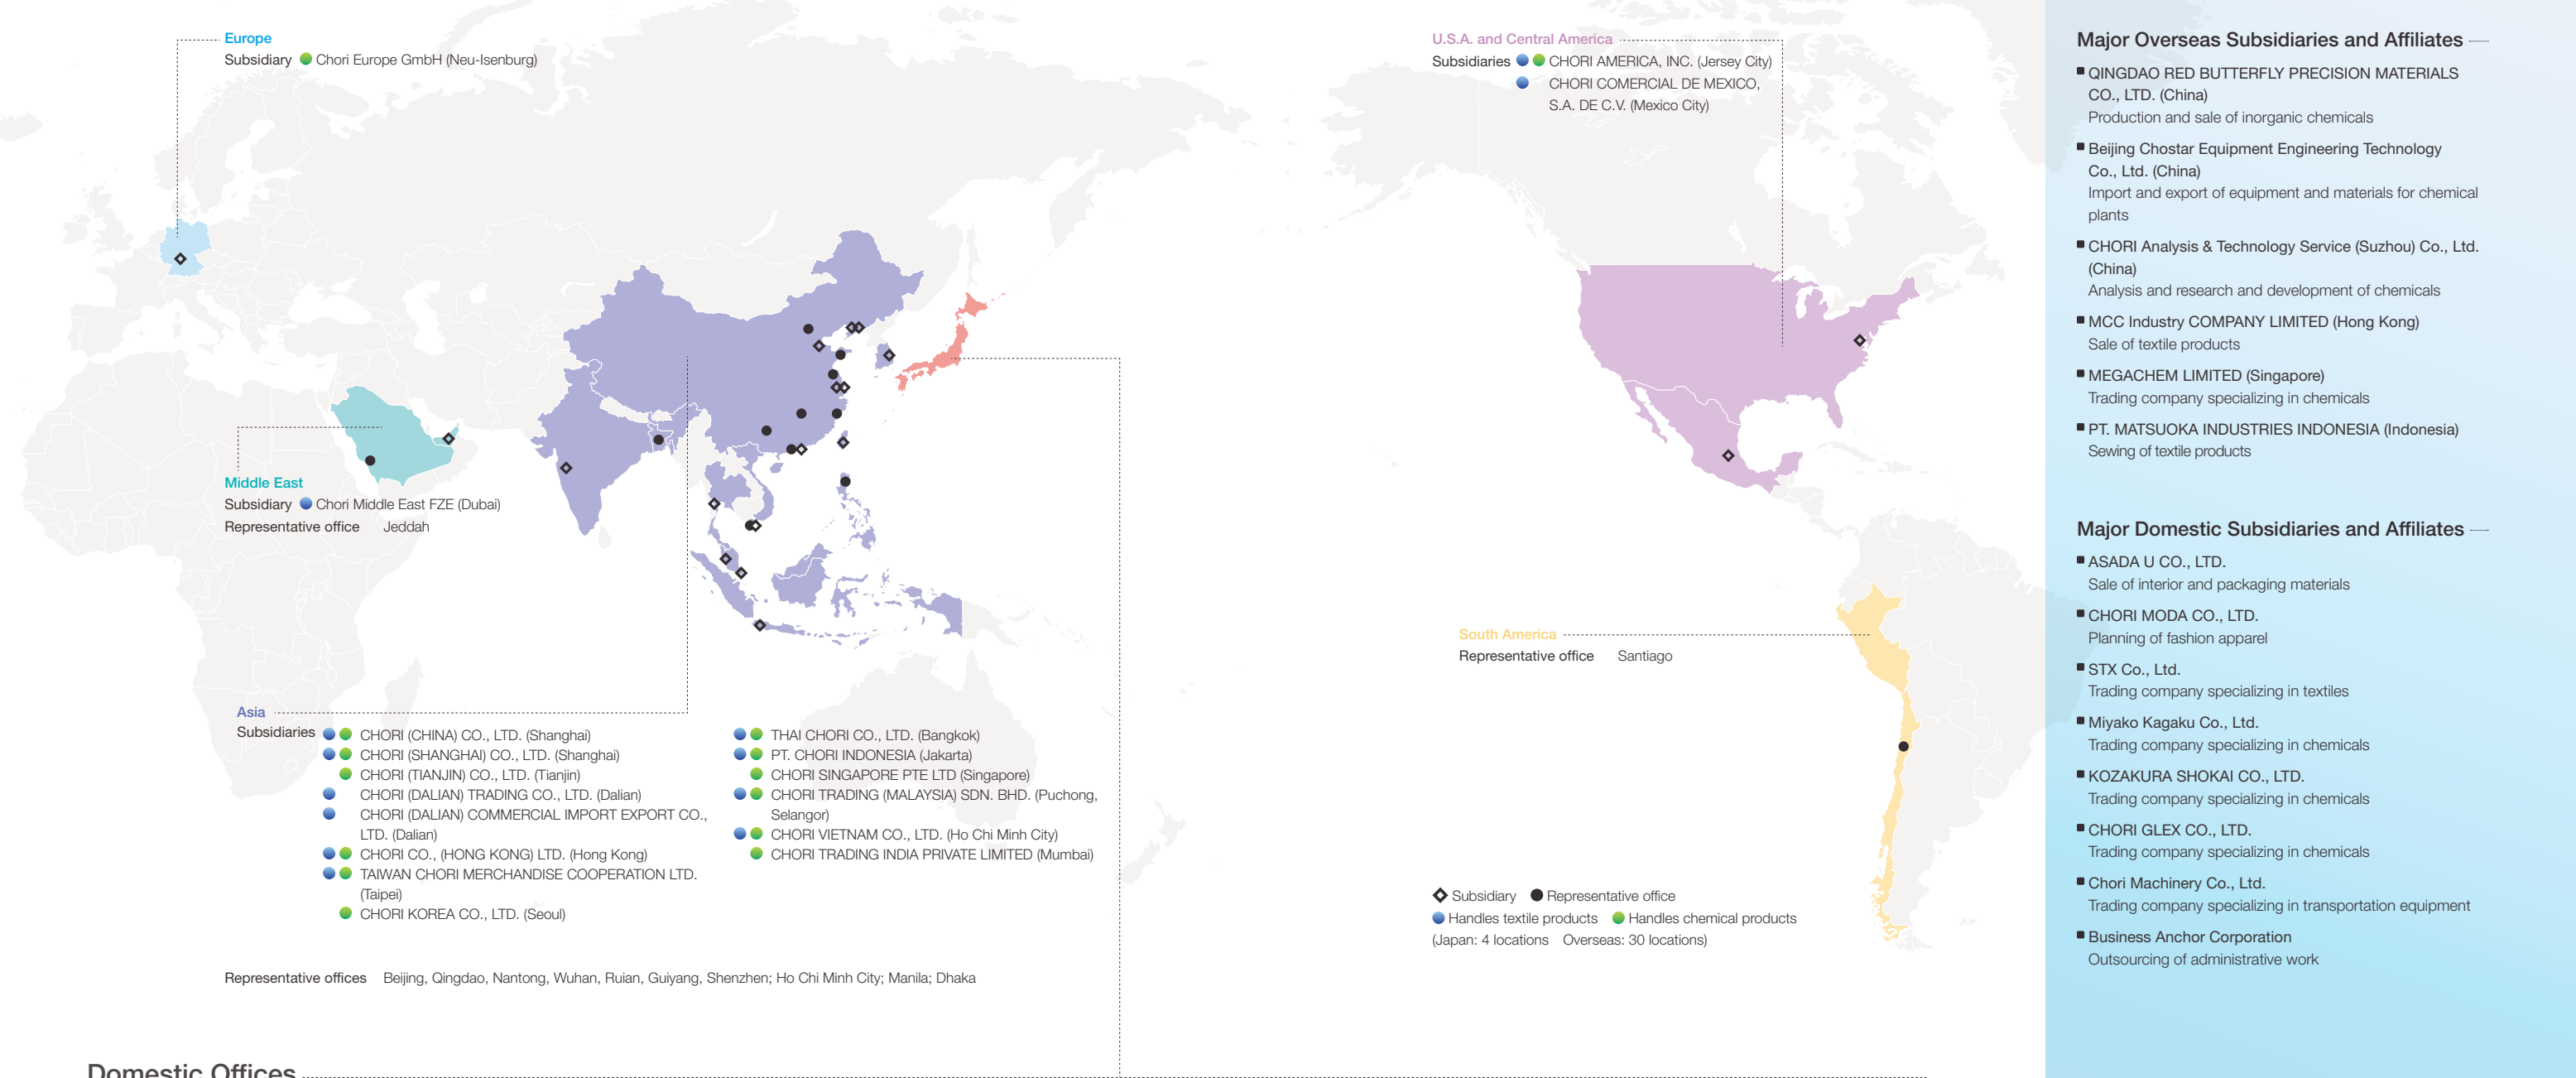 Europe
Subsidiary Chori Europe GmbH (Neu-Isenburg)
U.S.A. and Central America
Subsidiaries CHORI AMERICA, INC. (Jersey City)
CHORI COMERCIAL DE MEXICO,
S.A. DE C.V. (Mexico City)
Middle East
Subsidiary Chori Middle East FZE (Dubai)
Representative office Jeddah
South America
Representative office Santiago
Asia
Subsidiaries
CHORI (CHINA) CO., LTD. (Shanghai)
CHORI (SHANGHAI) CO., LTD. (Shanghai)
CHORI (TIANJIN) CO., LTD. (Tianjin)
CHORI (DALIAN) TRADING CO., LTD. (Dalian)
CHORI (DALIAN) COMMERCIAL IMPORT EXPORT CO.,
LTD. (Dalian)
CHORI CO., (HONG KONG) LTD. (Hong Kong)
TAIWAN CHORI MERCHANDISE COOPERATION LTD.
(Taipei)
CHORI KOREA CO., LTD. (Seoul)
THAI CHORI CO., LTD. (Bangkok)
PT. CHORI INDONESIA (Jakarta)
CHORI SINGAPORE PTE LTD (Singapore)
CHORI TRADING (MALAYSIA) SDN. BHD. (Puchong,
Selangor)
CHORI VIETNAM CO., LTD. (Ho Chi Minh City)
CHORI TRADING INDIA PRIVATE LIMITED (Mumbai)
Representative offices Beijing, Qingdao, Nantong, Wuhan, Ruian, Guiyang, Shenzhen; Ho Chi Minh City; Manila; Dhaka
Subsidiary Representative office
Handles textile products Handles chemical products
(Japan: 4 locations Overseas: 30 locations)
Domestic Offices
Major Overseas Subsidiaries and Affiliates
QINGDAO RED BUTTERFLY PRECISION MATERIALS
CO., LTD. (China)
Production and sale of inorganic chemicals
Beijing Chostar Equipment Engineering Technology
Co., Ltd. (China)
Import and export of equipment and materials for chemical
plants
CHORI Analysis & Technology Service (Suzhou) Co., Ltd.
(China)
Analysis and research and development of chemicals
MCC Industry COMPANY LIMITED (Hong Kong)
Sale of textile products
MEGACHEM LIMITED (Singapore)
Trading company specializing in chemicals
PT. MATSUOKA INDUSTRIES INDONESIA (Indonesia)
Sewing of textile products
Major Domestic Subsidiaries and Affiliates
ASADA U CO., LTD.
Sale of interior and packaging materials
CHORI MODA CO., LTD.
Planning of fashion apparel
STX Co., Ltd.
Trading company specializing in textiles
Miyako Kagaku Co., Ltd.
Trading company specializing in chemicals
KOZAKURA SHOKAI CO., LTD.
Trading company specializing in chemicals
CHORI GLEX CO., LTD.
Trading company specializing in chemicals
Chori Machinery Co., Ltd.
Trading company specializing in transportation equipment
Business Anchor Corporation
Outsourcing of administrative work